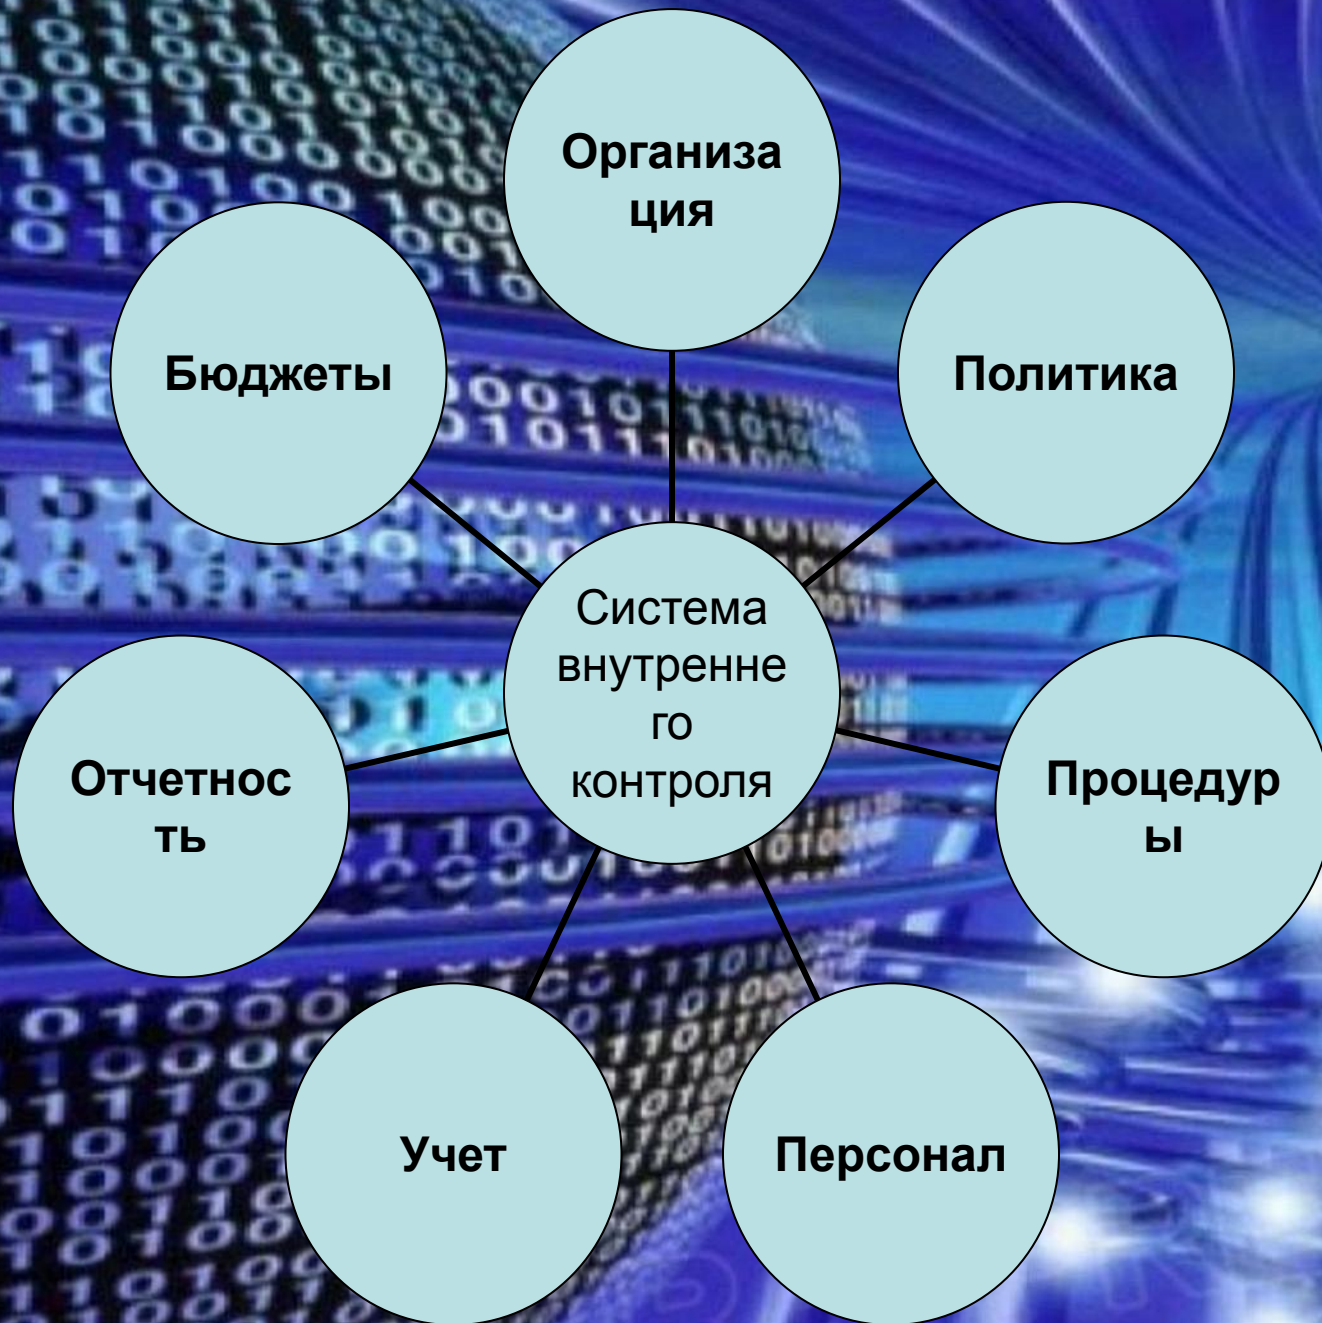 Организа
ция
Бюджеты
Политика
Система
внутренне
го
контроля
Отчетнос
ть
Процедур
ы
Учет
Персонал